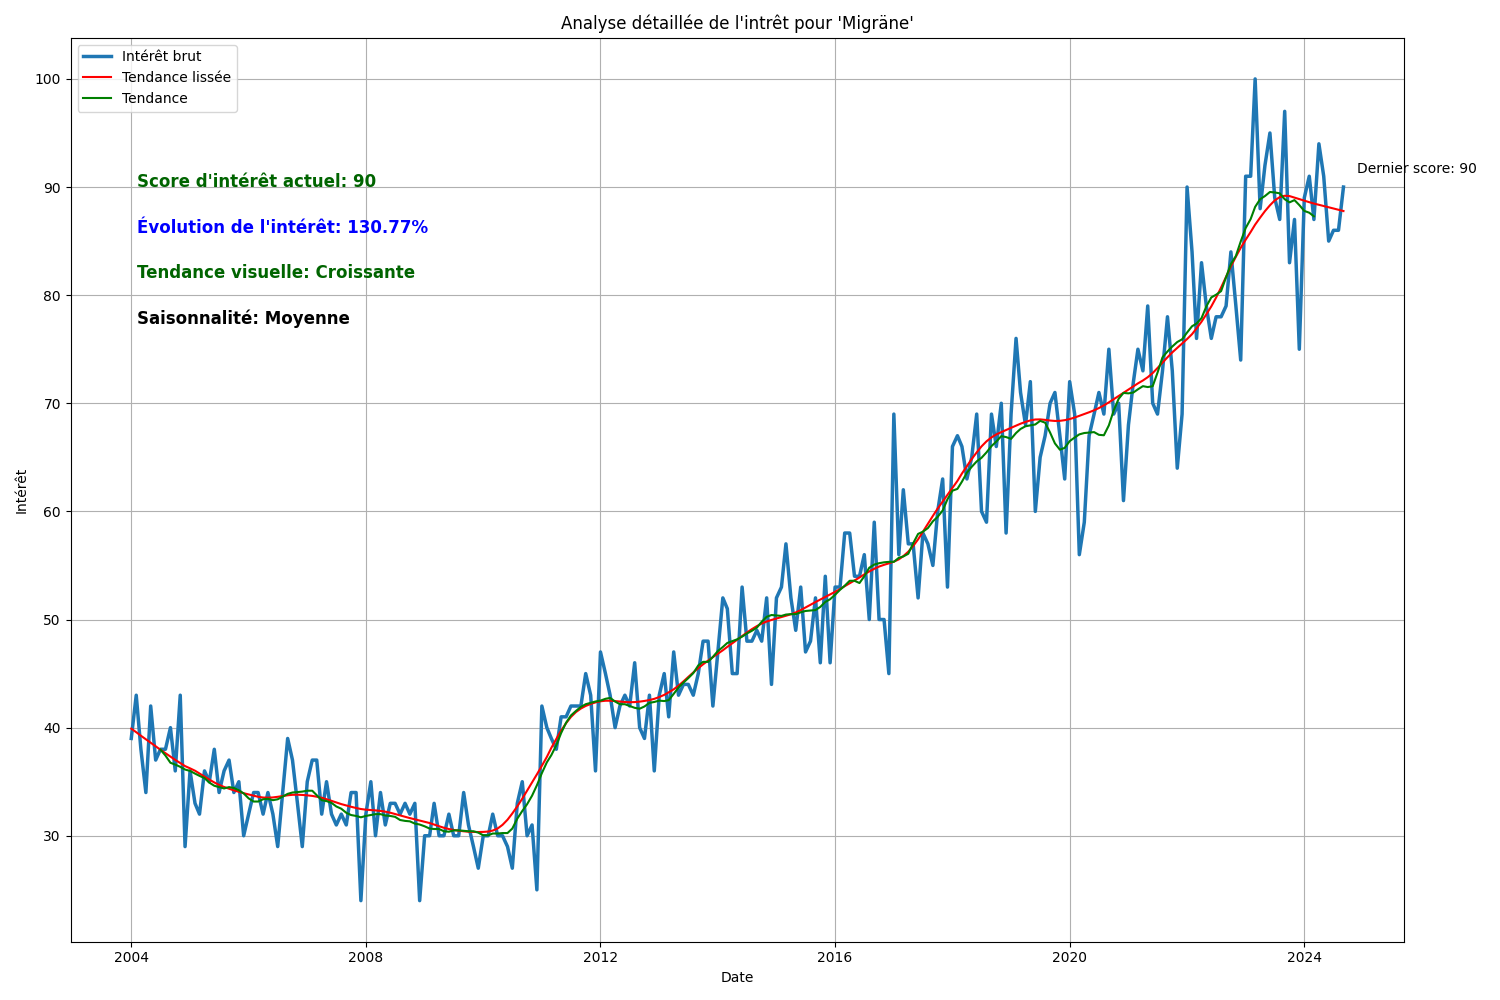 Analyse détaillée de l'intrêt pour 'Migräne'
Intérêt brut
Tendance lissée
Tendance
Score d'intérêt actuel: 90
Évolution de l'intérêt: 130.77%
Tendance visuelle: Croissante
Saisonnalité: Moyenne
Dernier score: 90
Intérêt
100
90
80
70
60
50
40
30
2004
2008
2012
2016
2020
2024
Date